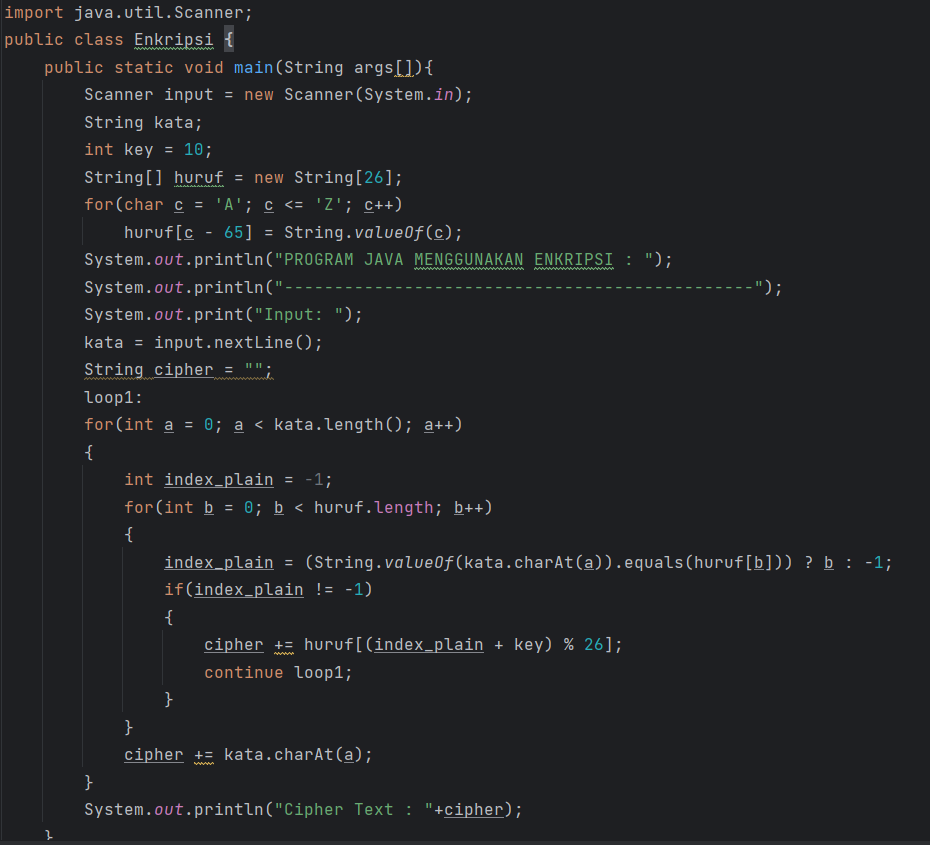 import java.util.Scanner;
public class Enkripsi {
    public static void main(String args[]){
        Scanner input = new Scanner(System.in);
        String kata;
        int key = 10;
        String[] huruf = new String[26];
        for(char c = 'A'; c <= 'Z'; c++)
            huruf[c - 65] = String.valueOf(c);
        System.out.println("PROGRAM JAVA MENGGUNAKAN ENKRIPSI : ");
        System.out.println("-----------------------------------------------");
        System.out.print("Input: ");
        kata = input.nextLine();
        String cipher = "";
        loop1:
        for(int a = 0; a < kata.length(); a++)
        {
            int index_plain = -1;
            for(int b = 0; b < huruf.length; b++)
            {
                index_plain = (String.valueOf(kata.charAt(a)).equals(huruf[b])) ? b : -1;
                if(index_plain != -1)
                {
                    cipher += huruf[(index_plain + key) % 26];
                    continue loop1;
                }
            }
            cipher += kata.charAt(a);
        }
        System.out.println("Cipher Text : "+cipher);
    }